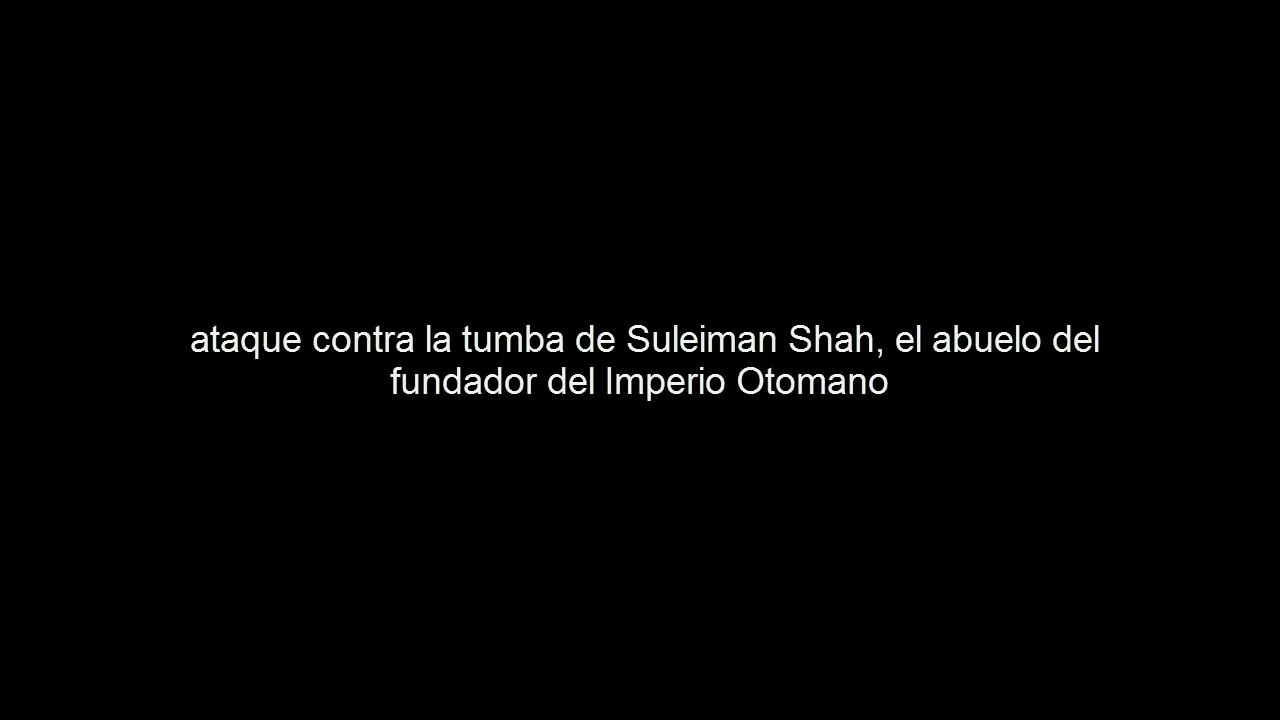 ataque contra la tumba de Suleiman Shah, el abuelo del
fundador del Imperio Otomano